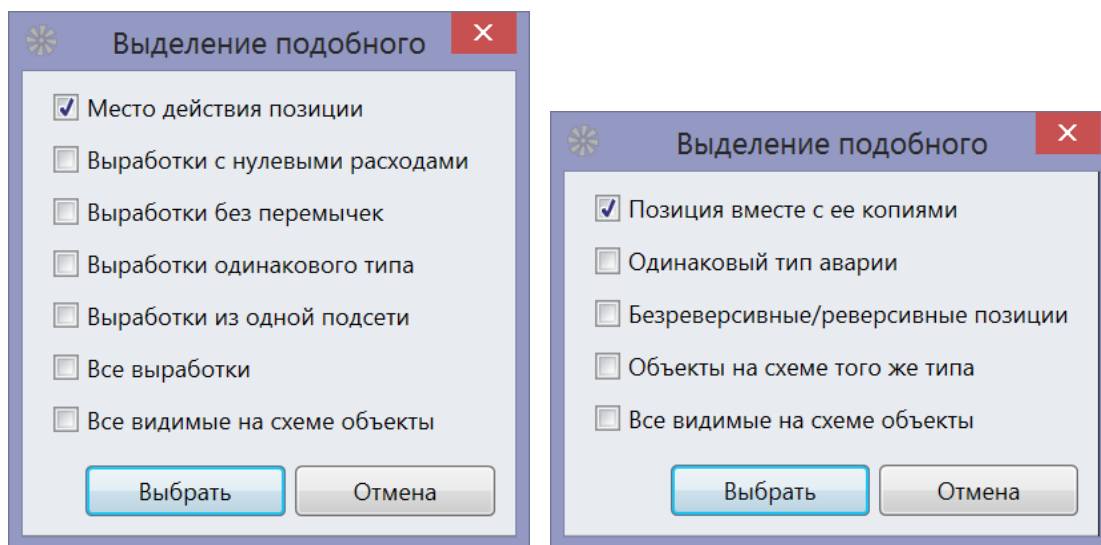 Выделение подобного
Место действия позиции
Выработки с нулевыми расходами
Выработки без перемычек
Выработки одинакового типа
Выработки из одной подсети
Все выработки
Все видимые на схеме объекты
Выбрать
Отмена
Выделение подобного
Позиция вместе с ее копиями
Одинаковый тип аварии
Безреверсивные/реверсивные позиции
Объекты на схеме того же типа
Все видимые на схеме объекты
Выбрать
Отмена